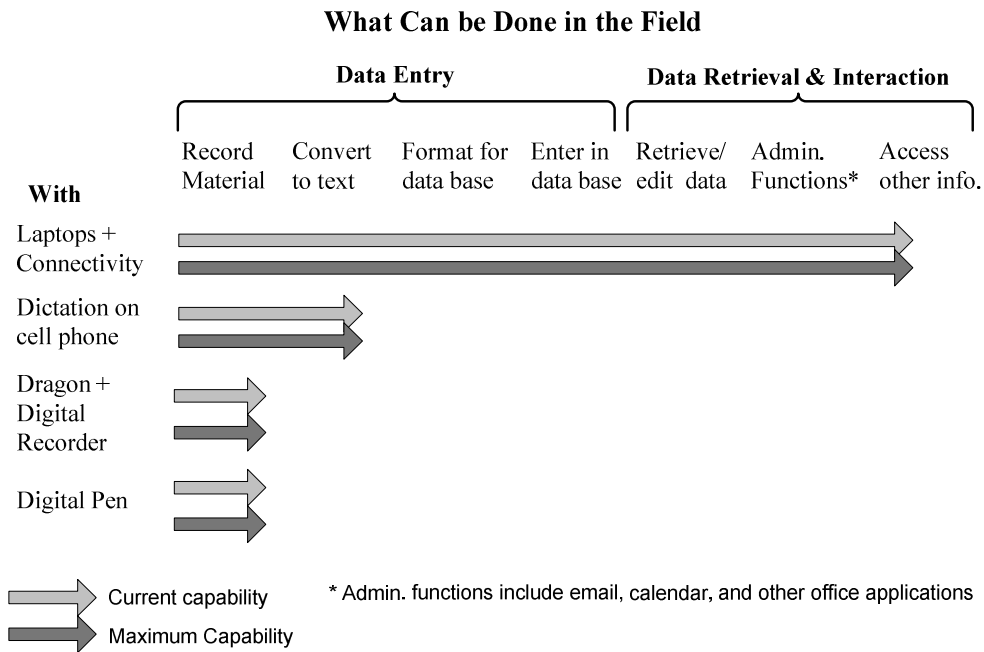 What Can be Done in the Field
Data Entry
Data Retrieval & Interaction
Record
Material
Convert
to text
Format for
data base
Enter in
data base
Retrieve/
edit data
Admin.
Functions*
Access
other info.
With
Laptops +
Connectivity
Dictation on
cell phone
Dragon +
Digital
Recorder
Digital Pen
Current capability
Maximum Capability
* Admin. functions include email, calendar, and other office applications